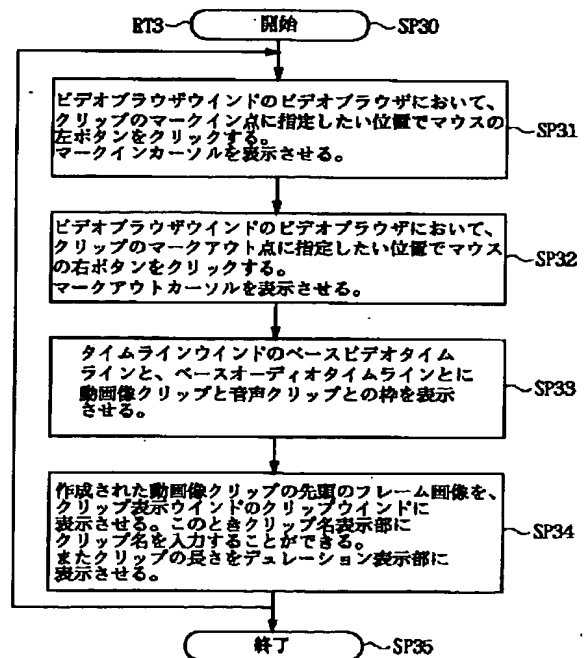 RT3 開始 SP30
ビデオブラウザウインドのビデオブラウザにおいて、
クリップのマークイン点に指定したい位置でマウスの
左ボタンをクリックする。
マークインカーソルを表示させる。
SP31
ビデオブラウザウインドのビデオブラウザにおいて、
クリップのマークアウト点に指定したい位置でマウス
の右ボタンをクリックする。
マークアウトカーソルを表示させる。
SP32
タイムラインウインドのベースビデオタイム
ラインと、ベースオーディオタイムラインとに
動画像クリップと音声クリップとの枠を表示
させる。
SP33
作成された動画像クリップの先頭のフレーム画像を、
クリップ表示ウインドのクリップウインドに
表示させる。このときクリップ名表示部に
クリップ名を入力することができる。
またクリップの長さをデュレーション表示部に
表示させる。
SP34
終了 SP35